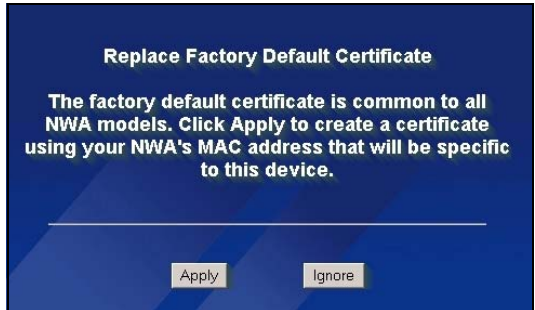 Replace Factory Default Certificate
The factory default certificate is common to all
NWA models. Click Apply to create a certificate
using your NWA's MAC address that will be specific
to this device.
Apply
Ignore